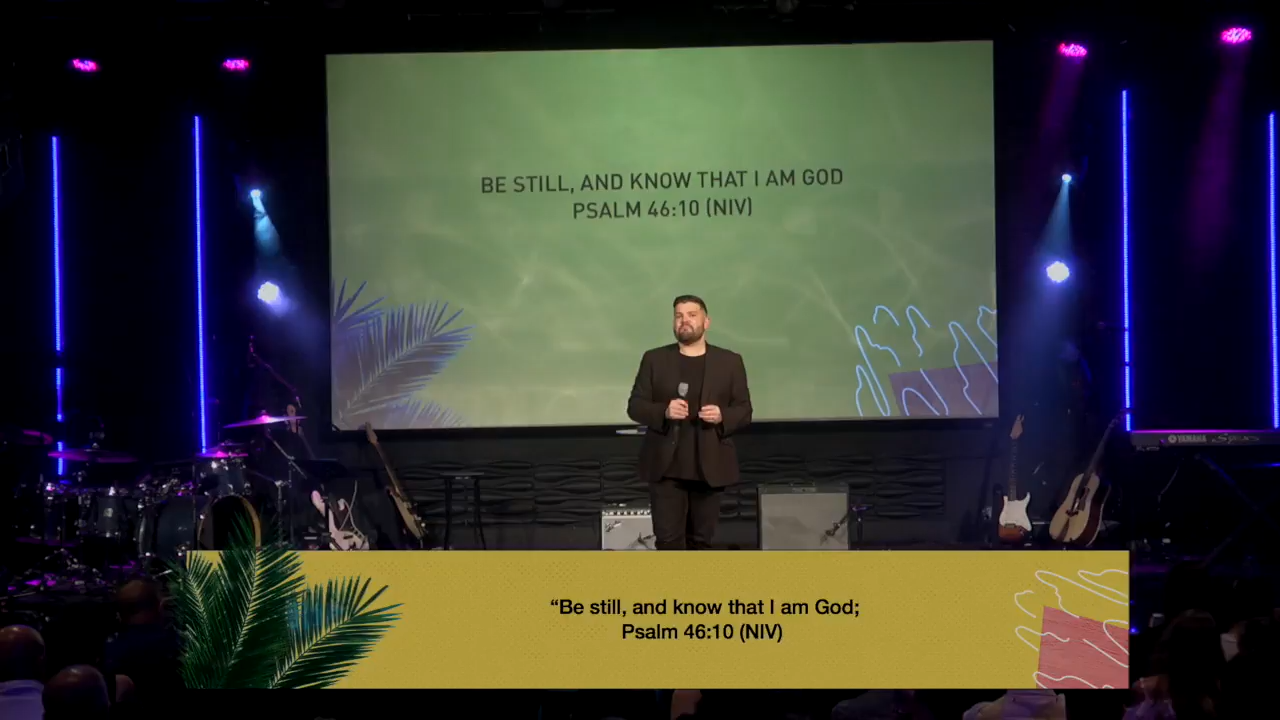 BE STILL, AND KNOW THAT I AM GOD
PSALM 46:10 (NIV)
YAMAHA
“Be still, and know that I am God;
Psalm 46:10 (NIV)